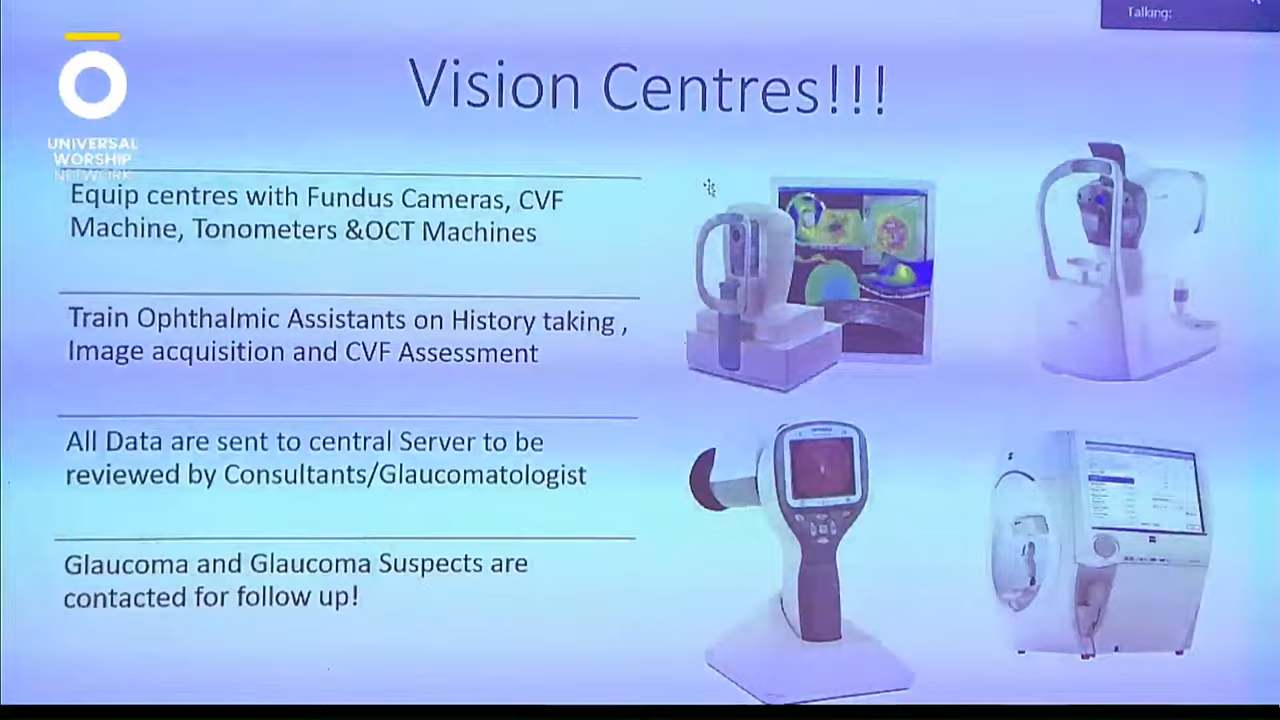 Talking:
UNIVERSAL
WORSHIP
NETWORK
Vision Centres!!!
Equip centres with Fundus Cameras, CVF
Machine, Tonometers &OCT Machines
Train Ophthalmic Assistants on History taking ,
Image acquisition and CVF Assessment
All Data are sent to central Server to be
reviewed by Consultants/Glaucomatologist
Glaucoma and Glaucoma Suspects are
contacted for follow up!